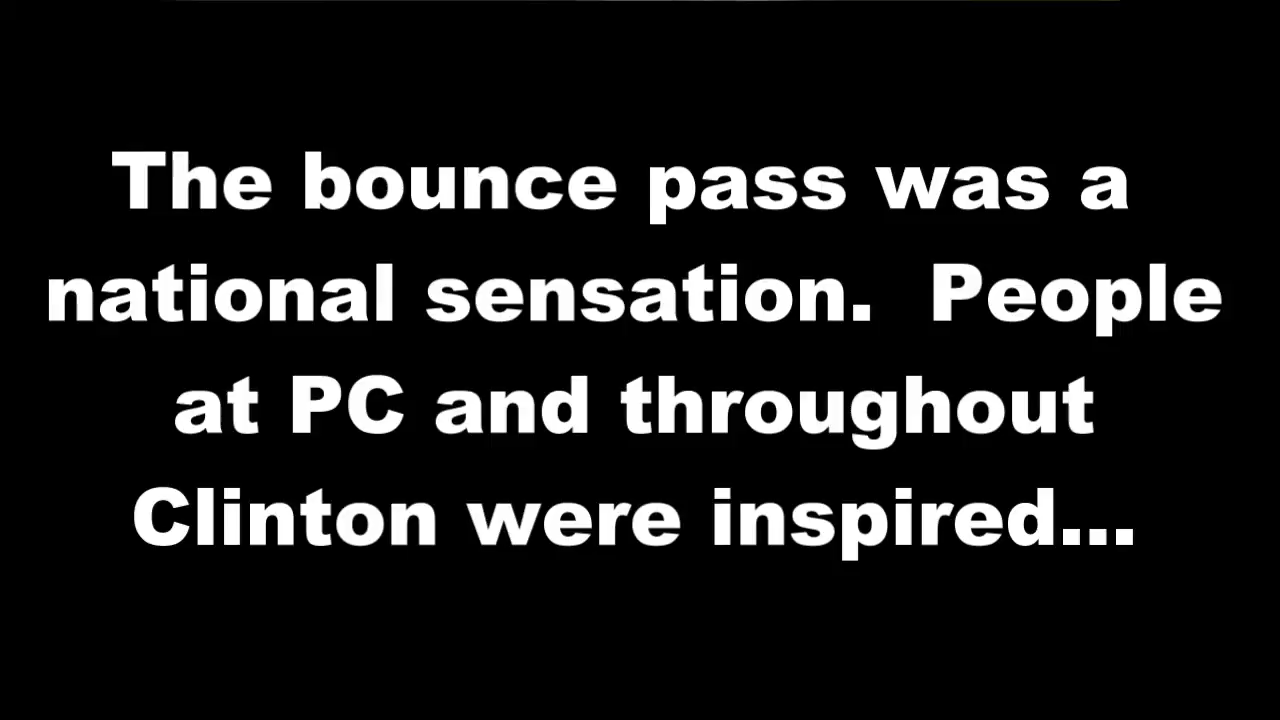 The bounce pass was a
national sensation.  People
at PC and throughout
Clinton were inspired...